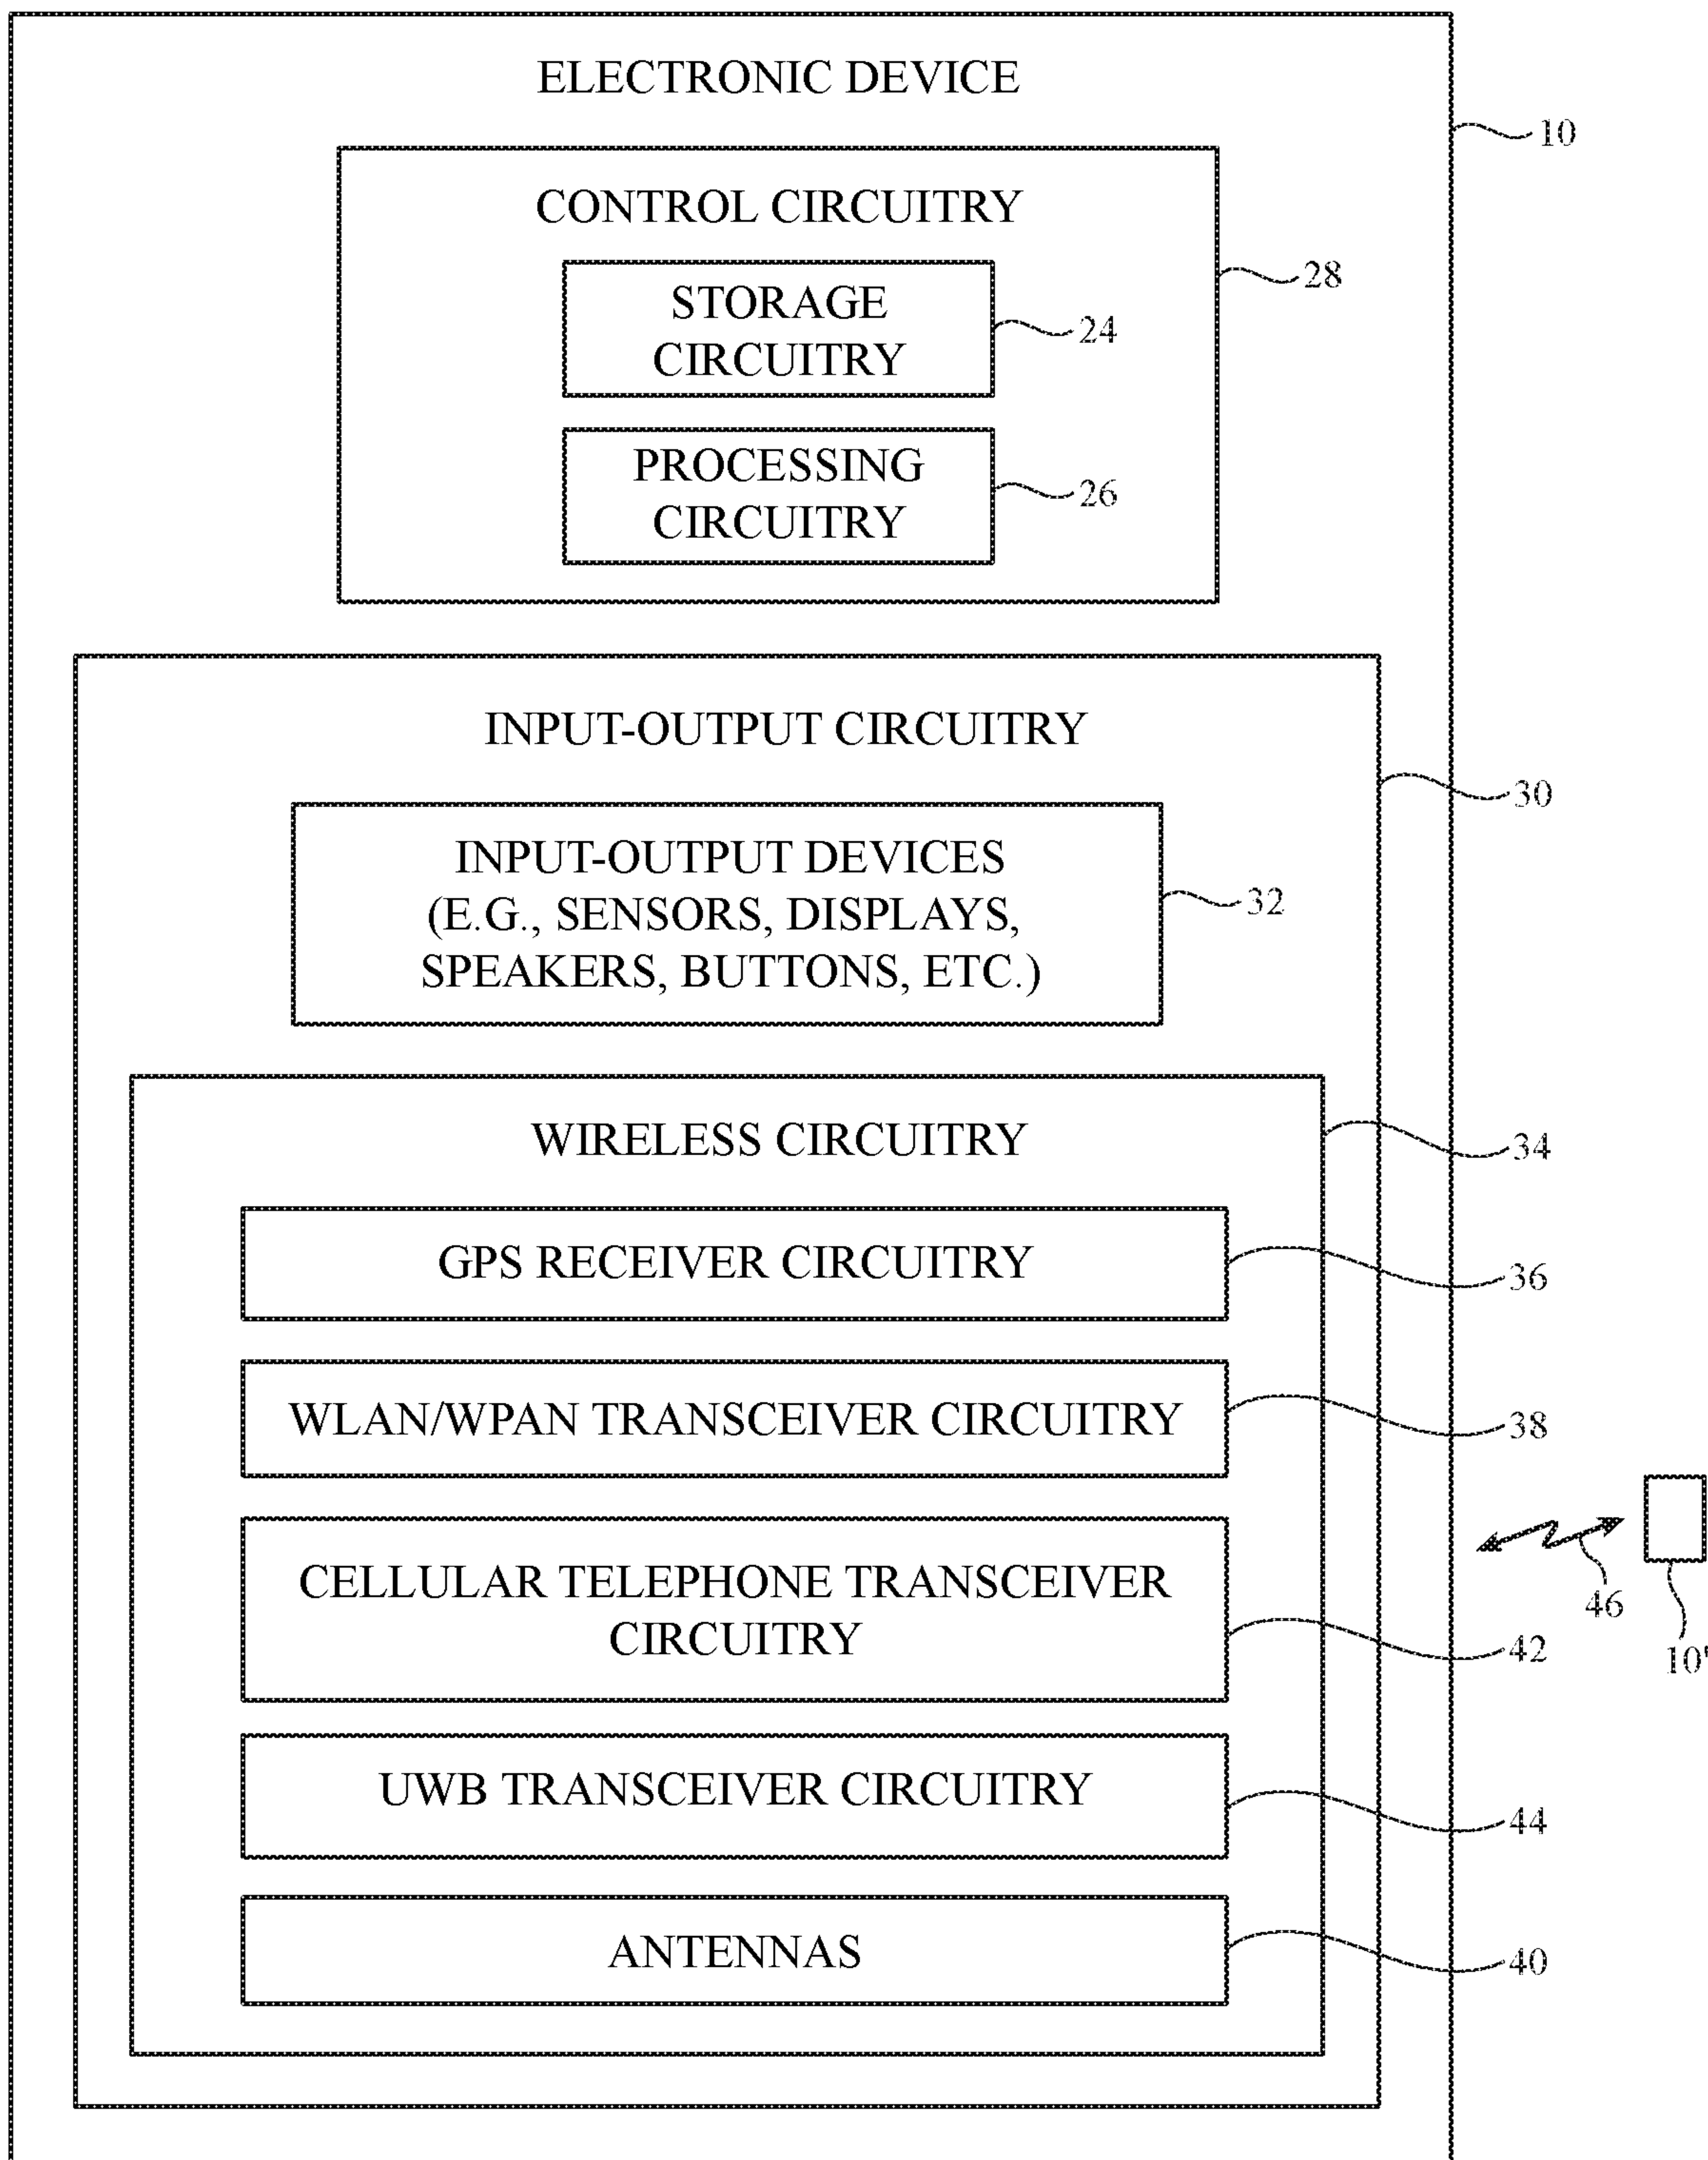 ELECTRONIC DEVICE
10
CONTROL CIRCUITRY
28
STORAGE
CIRCUITRY
24
PROCESSING
CIRCUITRY
26
INPUT-OUTPUT CIRCUITRY
30
INPUT-OUTPUT DEVICES
(E.G., SENSORS, DISPLAYS,
SPEAKERS, BUTTONS, ETC.)
32
WIRELESS CIRCUITRY
34
GPS RECEIVER CIRCUITRY
36
WLAN/WPAN TRANSCEIVER CIRCUITRY
38
CELLULAR TELEPHONE TRANSCEIVER
CIRCUITRY
42
46
10'
UWB TRANSCEIVER CIRCUITRY
44
ANTENNAS
40